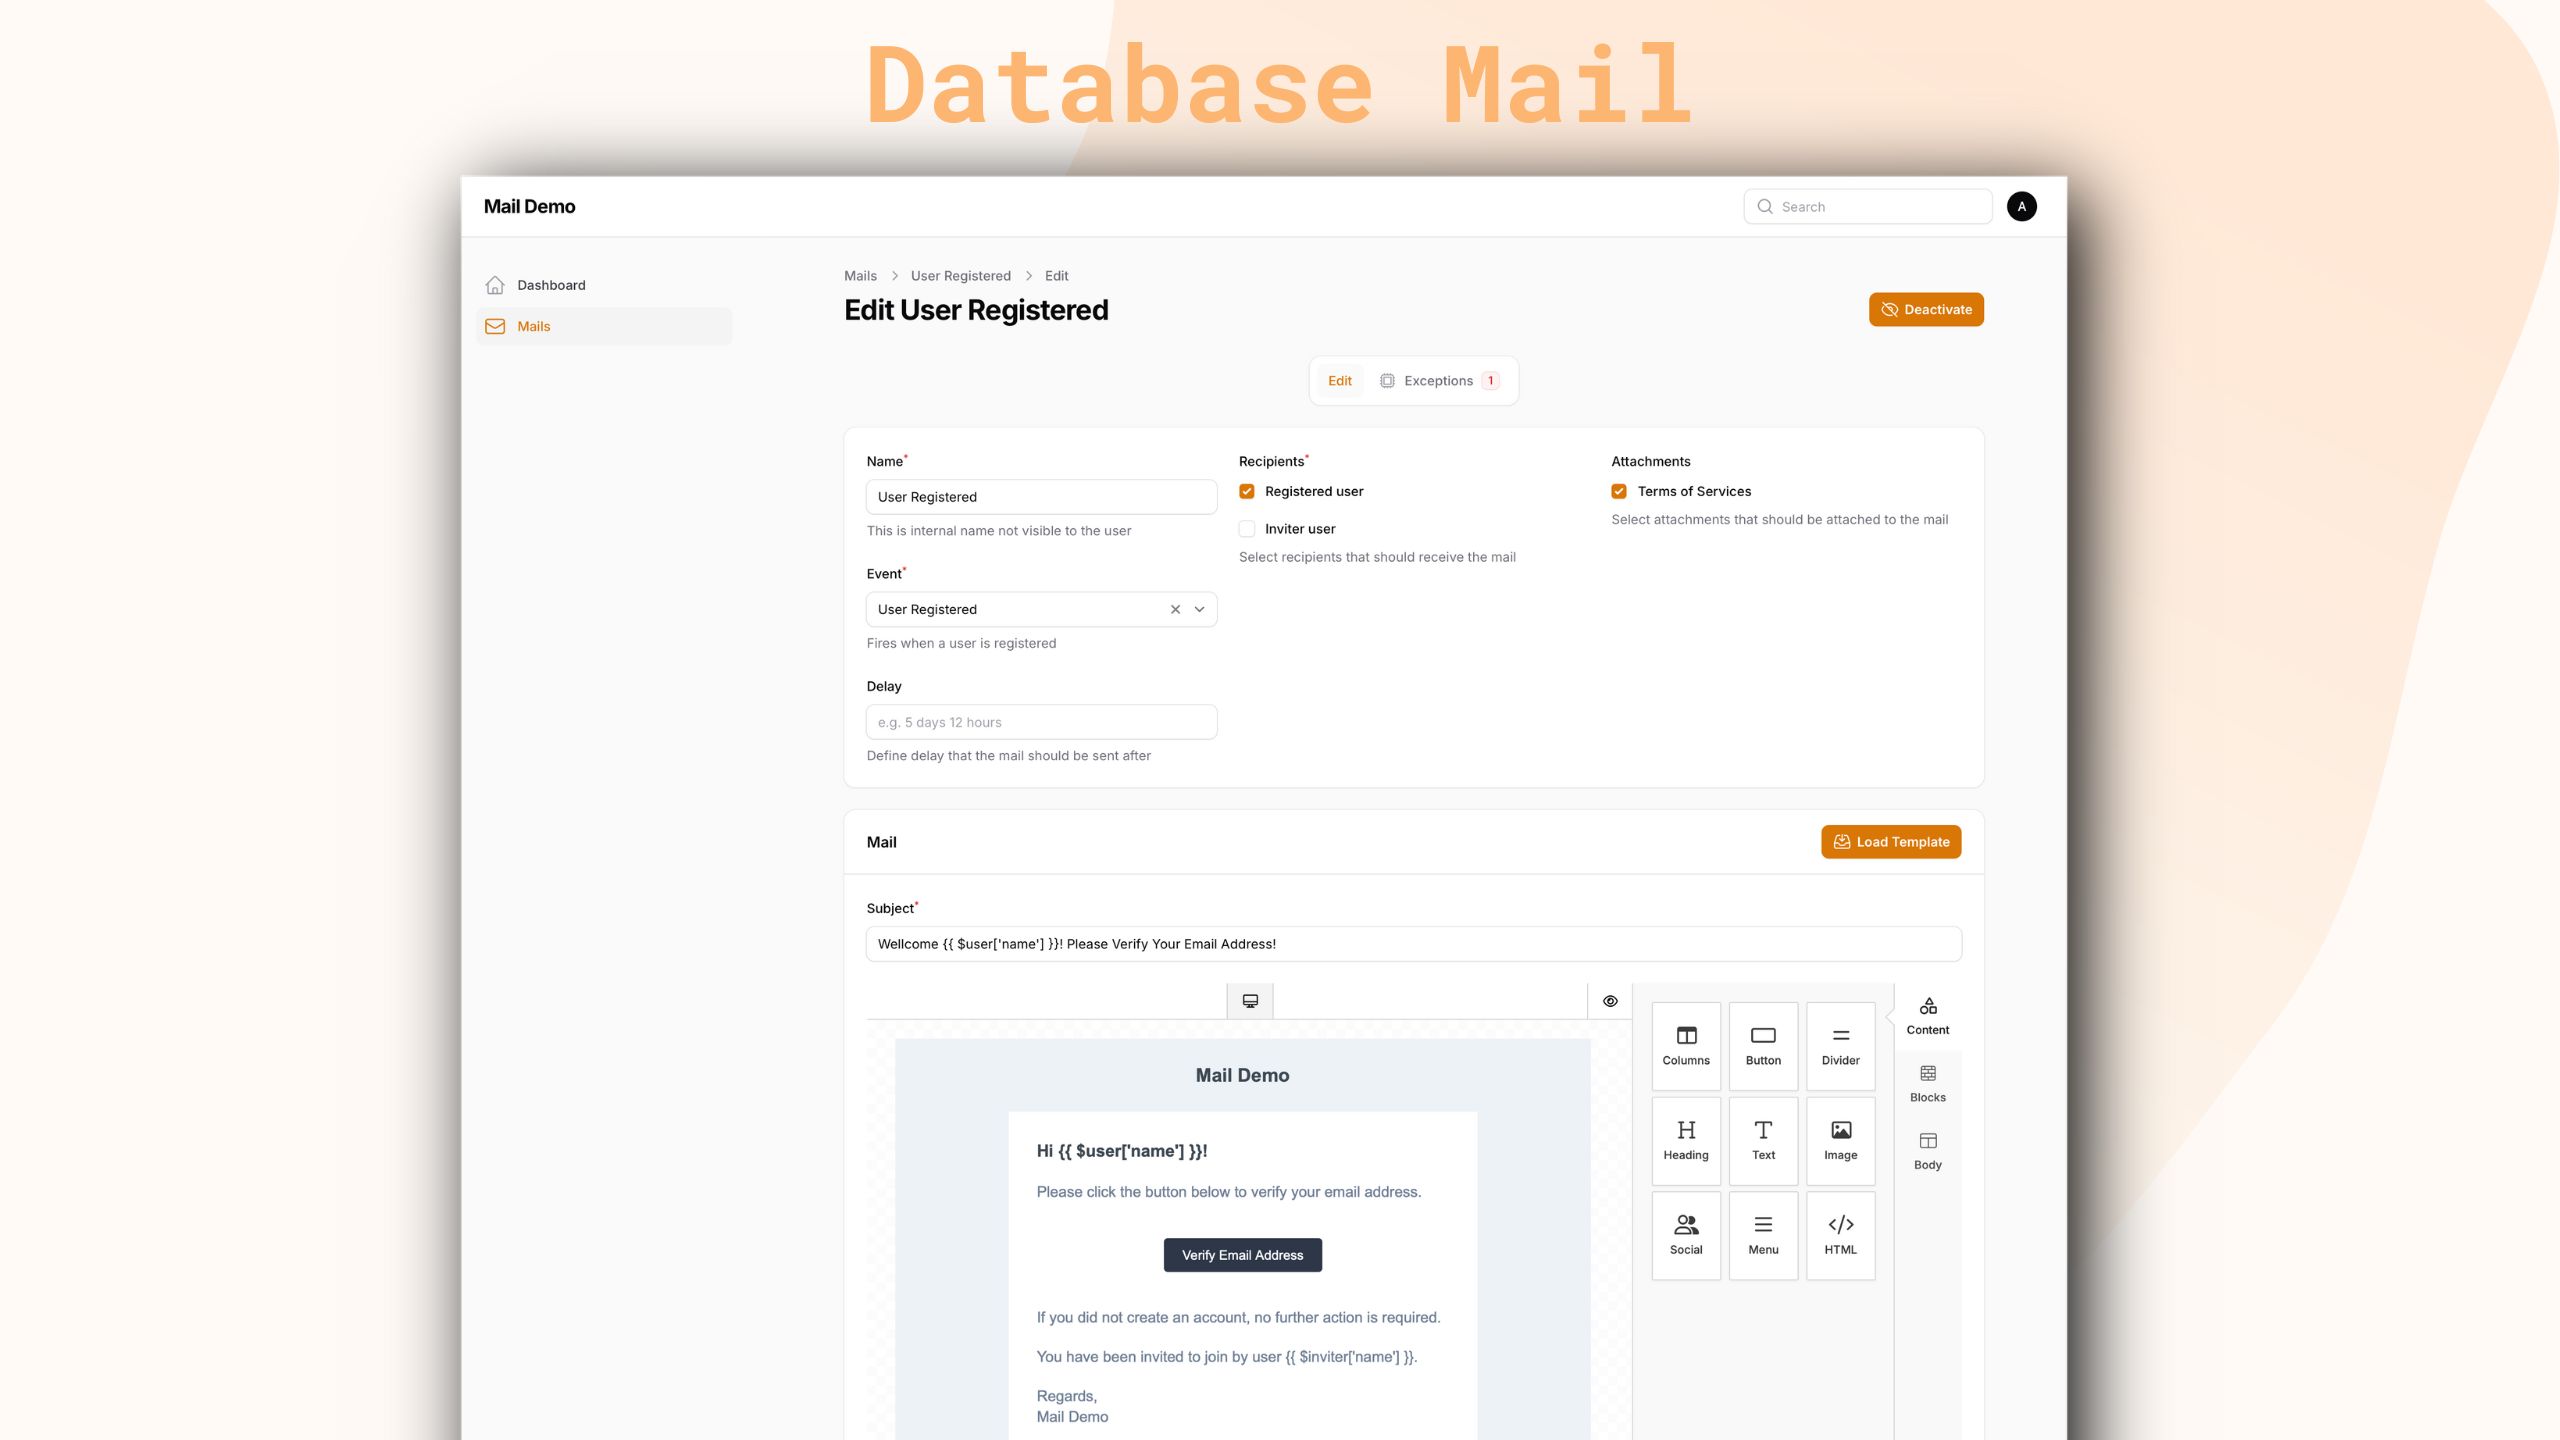 Database Mail
Mail Demo
Search
A
Dashboard
Mails
Mails > User Registered > Edit
Edit User Registered
Deactivate
Edit
Exceptions 1
Name*
User Registered
This is internal name not visible to the user
Event*
User Registered
Fires when a user is registered
Delay
e.g. 5 days 12 hours
Define delay that the mail should be sent after
Recipients*
Registered user
Inviter user
Select recipients that should receive the mail
Attachments
Terms of Services
Select attachments that should be attached to the mail
Mail
Load Template
Subject*
Wellcome {{ $user['name'] }}! Please Verify Your Email Address!
Mail Demo
Hi {{ $user['name'] }}!
Please click the button below to verify your email address.
Verify Email Address
If you did not create an account, no further action is required.
You have been invited to join by user {{ $inviter['name'] }}.
Regards,
Mail Demo
Columns
Button
Divider
Heading
Text
Image
Social
Menu
HTML
Content
Blocks
Body